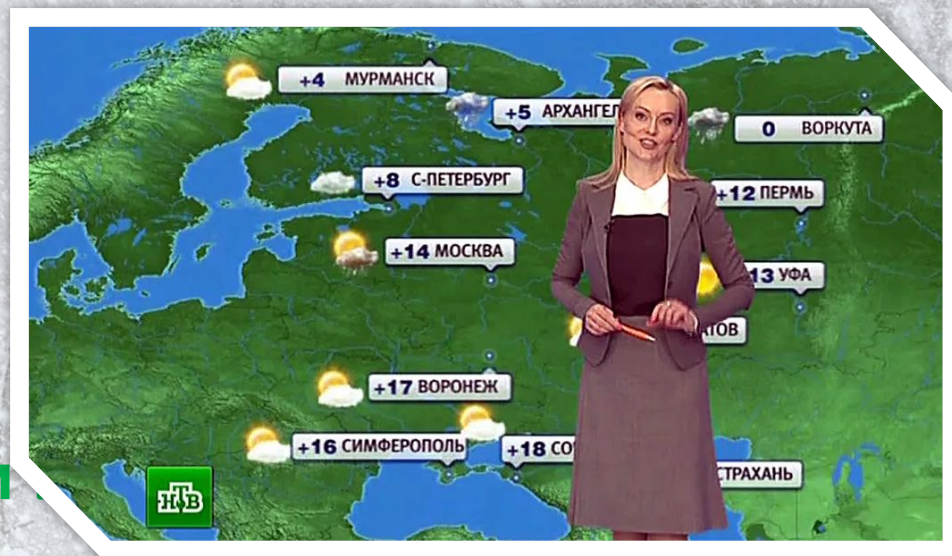 +4 МУРМАНСК
+5 АРХАНГЕЛ
0 ВОРКУТА
+8 С-ПЕТЕРБУРГ
+12 ПЕРМЬ
+14 МОСКВА
13 УФА
АТОВ
+17 ВОРОНЕЖ
+16 СИМФЕРОПОЛЬ
+18 СО
СТРАХАНЬ
НТВ